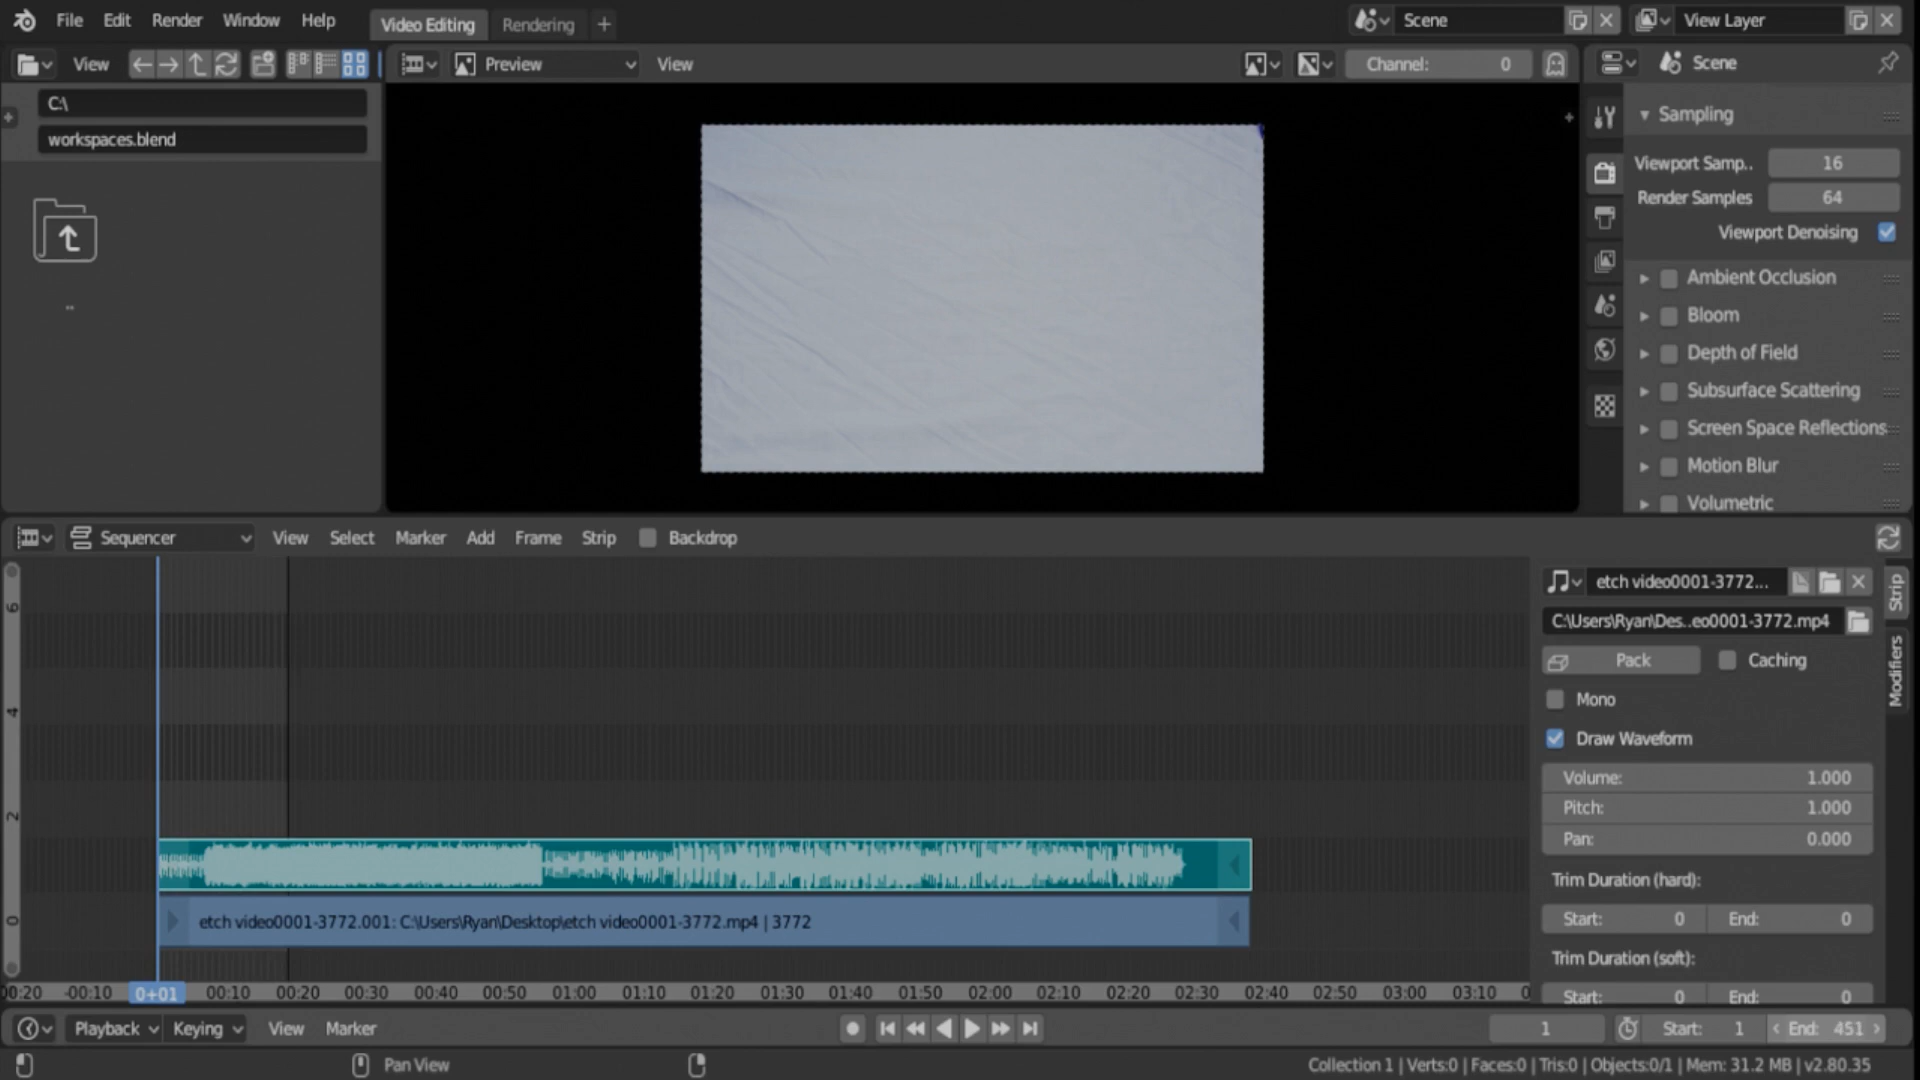 File Edit Render Window Help Video Editing Rendering + Scene View Layer
View Preview View Channel: 0 Scene
C:\
workspaces.blend
..
Sampling
Viewport Samp.. 16
Render Samples 64
Viewport Denoising
Ambient Occlusion
Bloom
Depth of Field
Subsurface Scattering
Screen Space Reflections
Motion Blur
Volumetric
Sequencer View Select Marker Add Frame Strip Backdrop
6
4
2
0
etch video0001-3772.001: C:\Users\Ryan\Desktop\etch video0001-3772.mp4 | 3772
00:20 -00:10 0+01 00:10 00:20 00:30 00:40 00:50 01:00 01:10 01:20 01:30 01:40 01:50 02:00 02:10 02:20 02:30 02:40 02:50 03:00 03:10 0
etch video0001-3772...
C:\Users\Ryan\Des..eo0001-3772.mp4
Pack Caching
Mono
Draw Waveform
Volume: 1.000
Pitch: 1.000
Pan: 0.000
Trim Duration (hard):
Start: 0 End: 0
Trim Duration (soft):
Start: 0 End: 0
Strip
Modifiers
Playback Keying View Marker 1 Start: 1 End: 451
Pan View
Collection 1 | Verts:0 | Faces:0 | Tris:0 | Objects:0/1 | Mem: 31.2 MB | v2.80.35